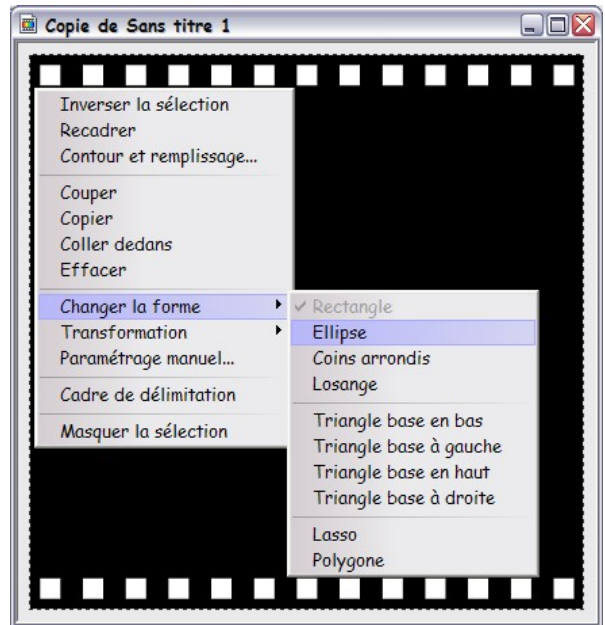 Copie de Sans titre 1
Inverser la sélection
Recadrer
Contour et remplissage...
Couper
Copier
Coller dedans
Effacer
Changer la forme
Transformation
Paramétrage manuel...
Cadre de délimitation
Masquer la sélection
Rectangle
Ellipse
Coins arrondis
Losange
Triangle base en bas
Triangle base à gauche
Triangle base en haut
Triangle base à droite
Lasso
Polygone